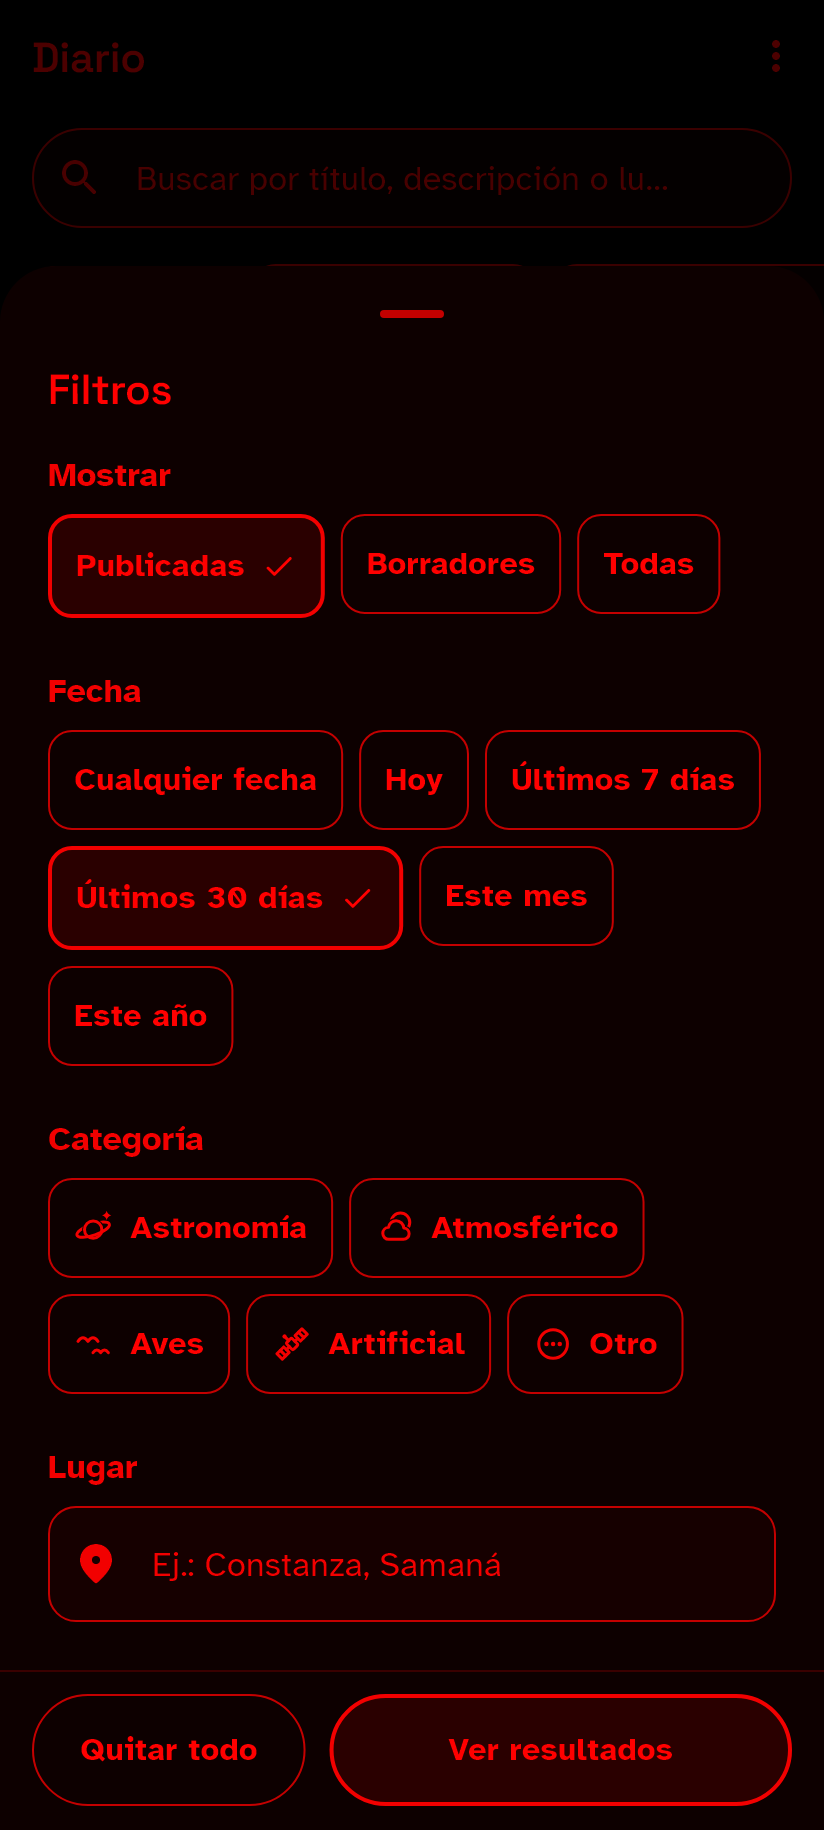 Diario
Buscar por título, descripción o lu...
Filtros
Mostrar
Publicadas
Borradores
Todas
Fecha
Cualquier fecha
Hoy
Últimos 7 días
Últimos 30 días
Este mes
Este año
Categoría
Astronomía
Atmosférico
Aves
Artificial
Otro
Lugar
Ej.: Constanza, Samaná
Quitar todo
Ver resultados